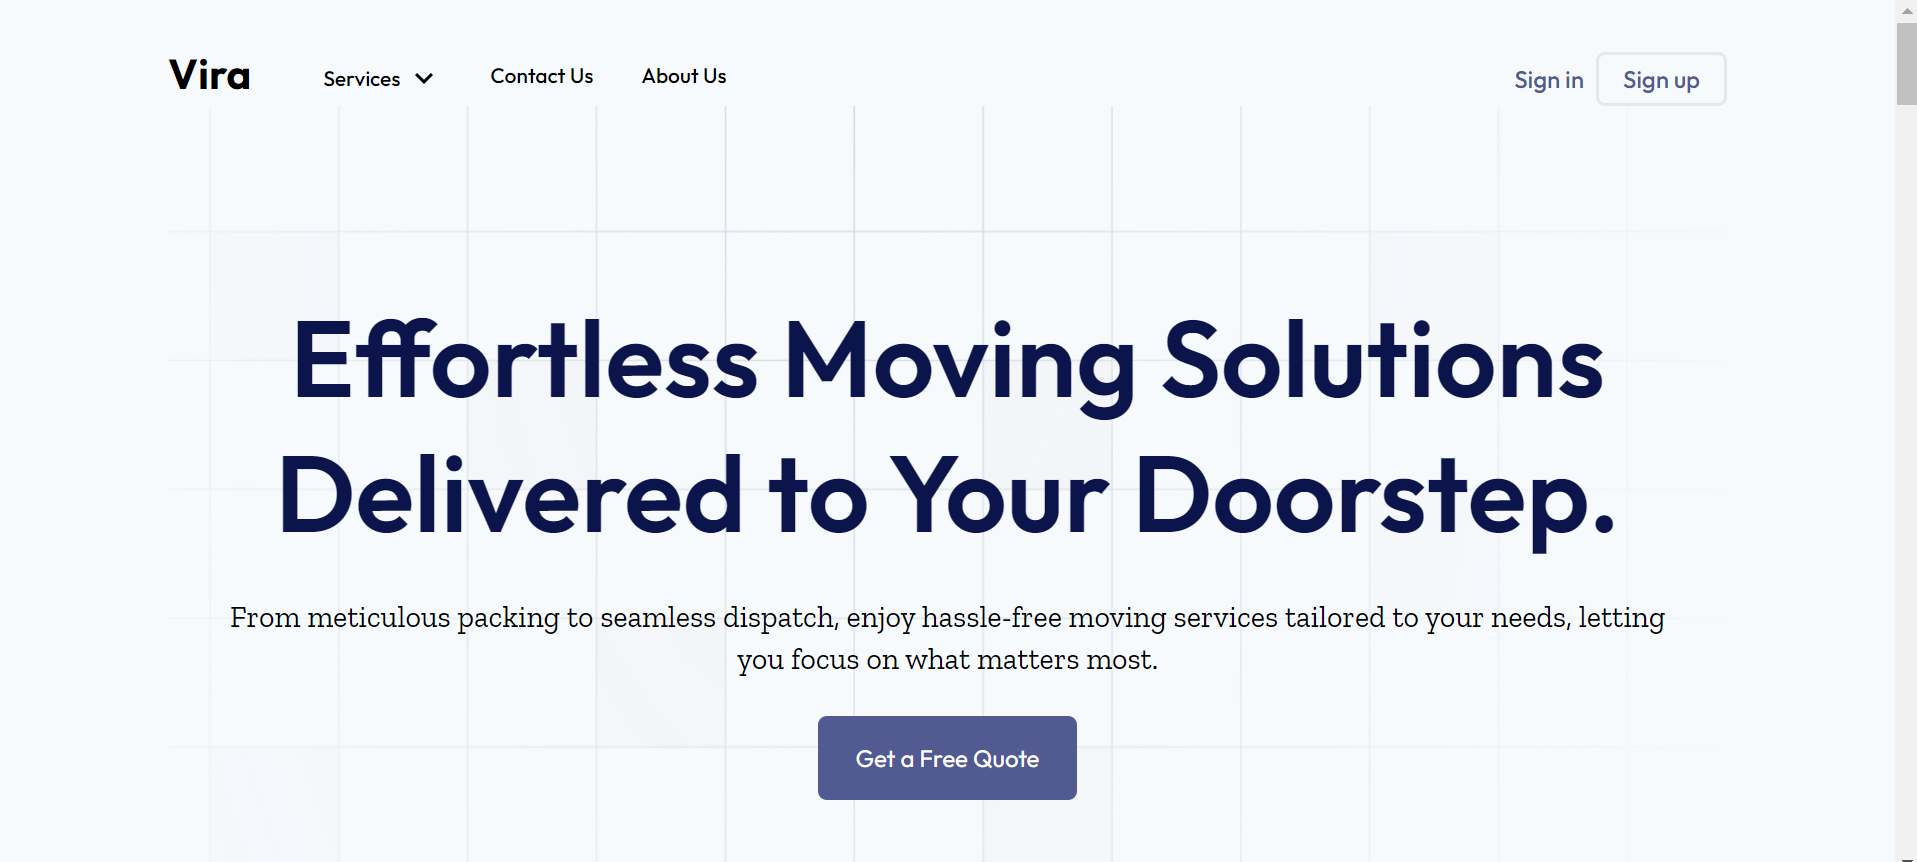 Vira
Services
Contact Us
About Us
Sign in
Sign up
Effortless Moving Solutions
Delivered to Your Doorstep.
From meticulous packing to seamless dispatch, enjoy hassle-free moving services tailored to your needs, letting
you focus on what matters most.
Get a Free Quote